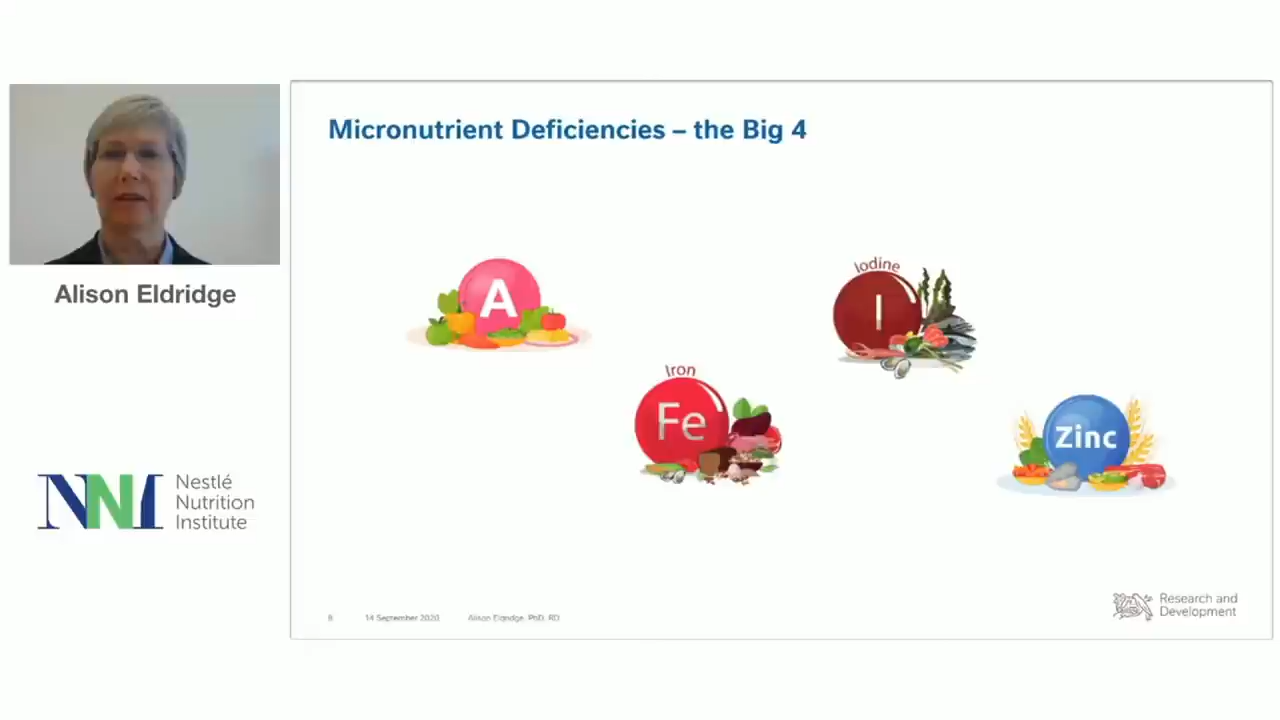 Micronutrient Deficiencies – the Big 4
Alison Eldridge
A
Iodine
I
Iron
Fe
Zinc
NNI
Nestlé
Nutrition
Institute
14 September 2020
Alison Eldridge, PhD, RD
Research and
Development